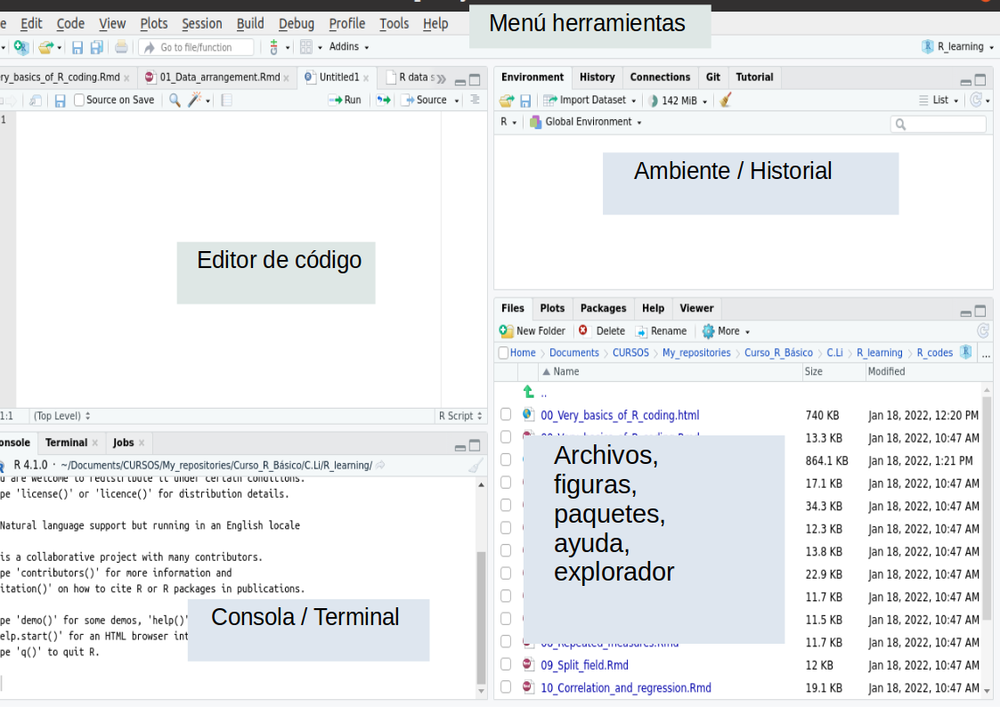 Menú herramientas
e Edit Code View Plots Session Build Debug Profile Tools Help
Go to file/function Addins R_learning
ry_basics_of_R_coding.Rmd 01_Data_arrangement.Rmd Untitled1 R data s
Source on Save Run Source
1
Editor de código
1:1 (Top Level) R Script
onsole Terminal Jobs
R 4.1.0 · ~/Documents/CURSOS/My_repositories/Curso_R_Básico/C.Li/R_learning/
u are welcome to redistribute it under certain conditions.
pe 'license()' or 'licence()' for distribution details.
Natural language support but running in an English locale
is a collaborative project with many contributors.
pe 'contributors()' for more information and
itation()' on how to cite R or R packages in publications.
pe 'demo()' for some demos, 'help()'
elp.start()' for an HTML browser int
pe 'q()' to quit R.
Consola / Terminal
Environment History Connections Git Tutorial
Import Dataset 142 MiB List
R Global Environment
Ambiente / Historial
Files Plots Packages Help Viewer
New Folder Delete Rename More
Home Documents CURSOS My_repositories Curso_R_Básico C.Li R_learning R_codes ...
Name Size Modified
..
00_Very_basics_of_R_coding.html 740 KB Jan 18, 2022, 12:20 PM
00_Very_basics_of_R_coding.Rmd 13.3 KB Jan 18, 2022, 10:47 AM
864.1 KB Jan 18, 2022, 1:21 PM
17.1 KB Jan 18, 2022, 10:47 AM
34.3 KB Jan 18, 2022, 10:47 AM
12.3 KB Jan 18, 2022, 10:47 AM
13.8 KB Jan 18, 2022, 10:47 AM
22.9 KB Jan 18, 2022, 10:47 AM
11.7 KB Jan 18, 2022, 10:47 AM
11.5 KB Jan 18, 2022, 10:47 AM
08_Repeated_measures.Rmd 11.7 KB Jan 18, 2022, 10:47 AM
09_Split_field.Rmd 12 KB Jan 18, 2022, 10:47 AM
10_Correlation_and_regression.Rmd 19.1 KB Jan 18, 2022, 10:47 AM
Archivos,
figuras,
paquetes,
ayuda,
explorador